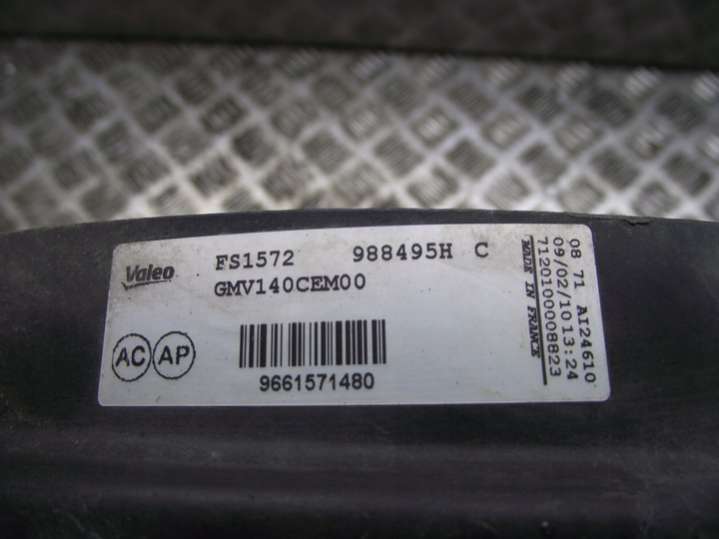 Valeo
FS1572 988495H C
GMV140CEM00
AC AP
9661571480
MADE IN FRANCE
7120100008823
09/02/10 13:24
08 71 AI24610